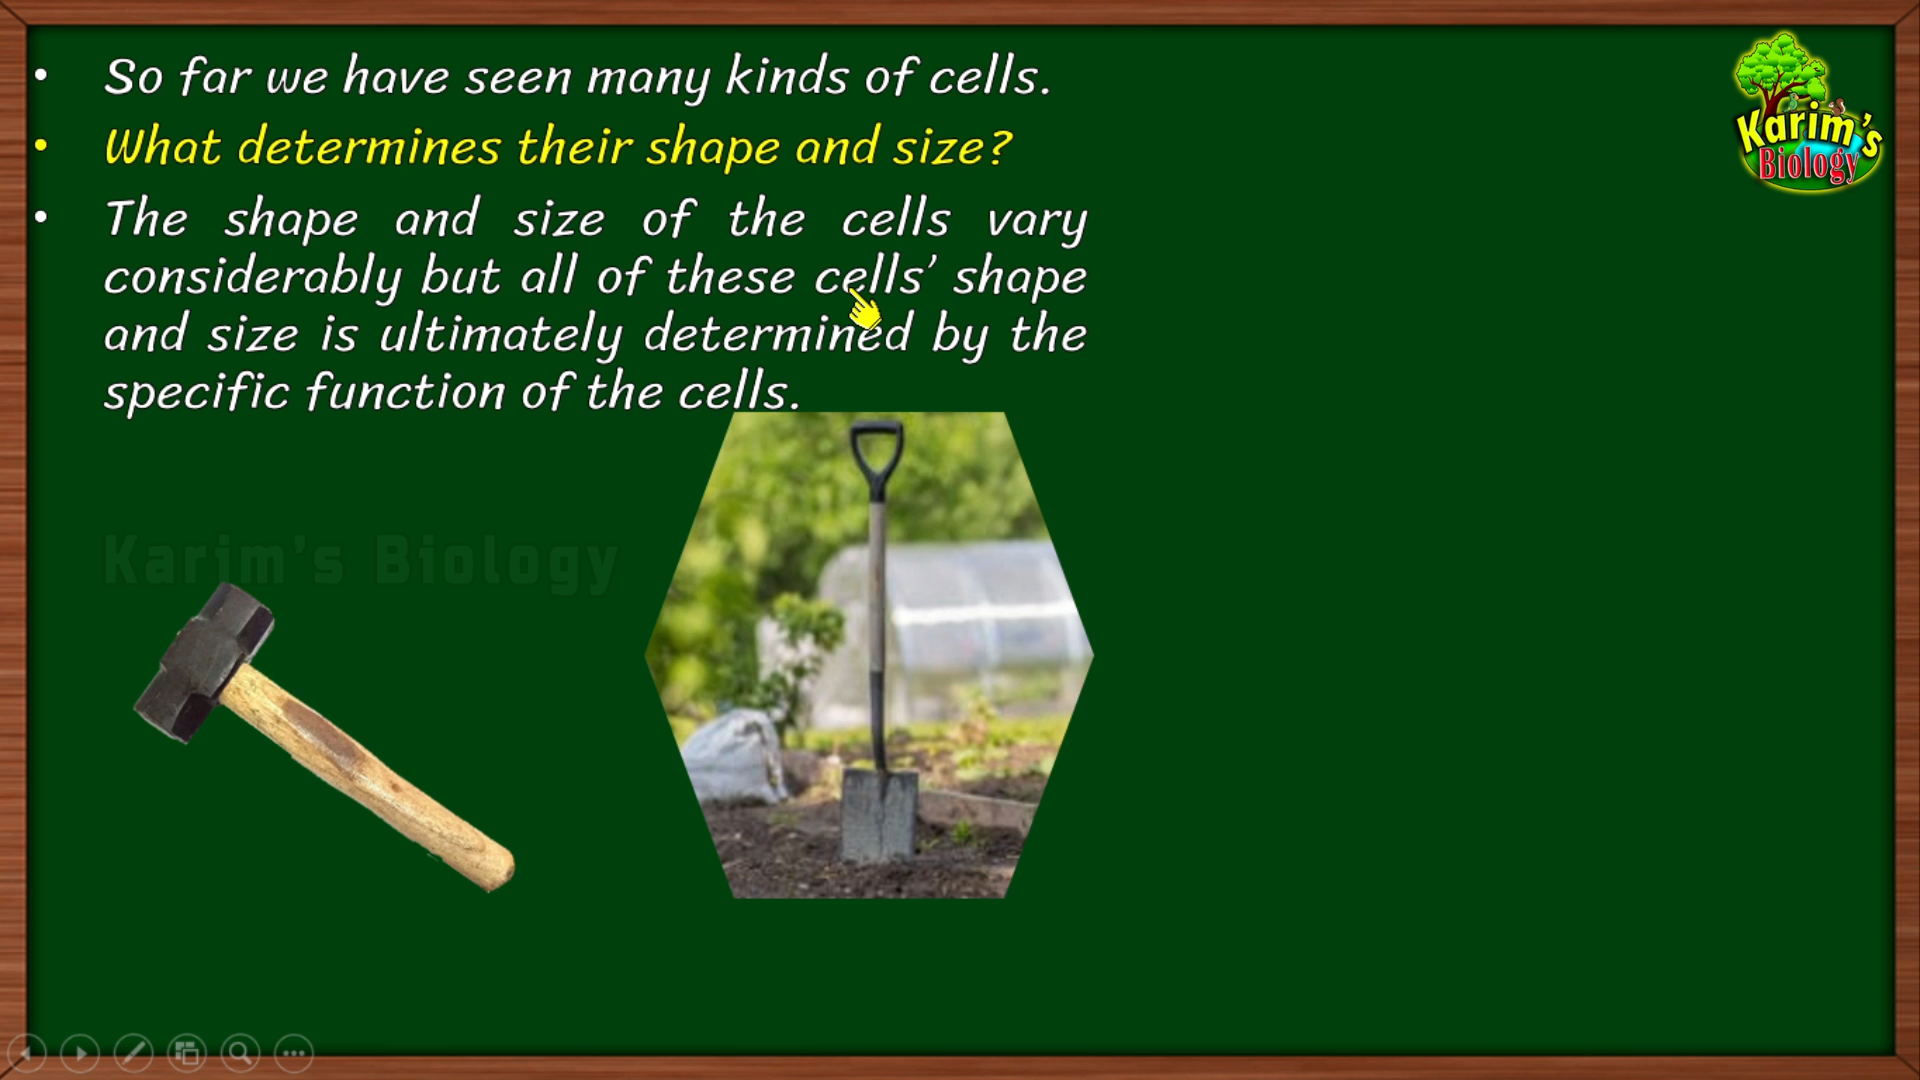 • So far we have seen many kinds of cells.
• What determines their shape and size?
• The shape and size of the cells vary
considerably but all of these cells’ shape
and size is ultimately determined by the
specific function of the cells.
Karim's
Biology
Karim's Biology